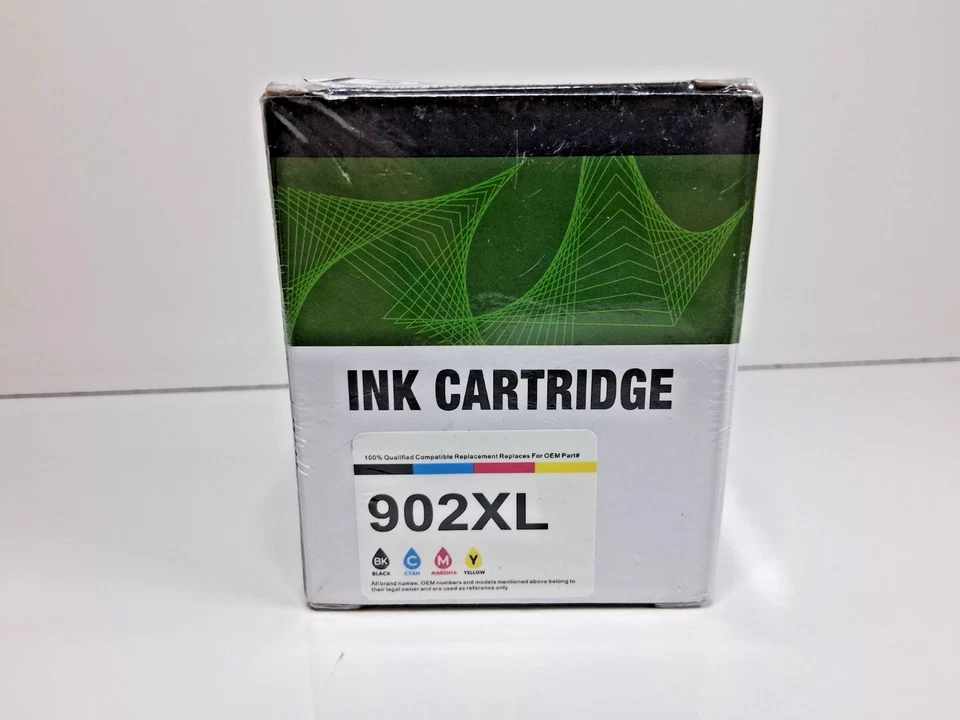 INK CARTRIDGE
100% Qualified Compatible Replacement Replaces For OEM Part#
902XL
BK C M Y
BLACK CYAN MAGENTA YELLOW
All brand names, OEM numbers and models mentioned above belong to
their legal owner and are used as reference only